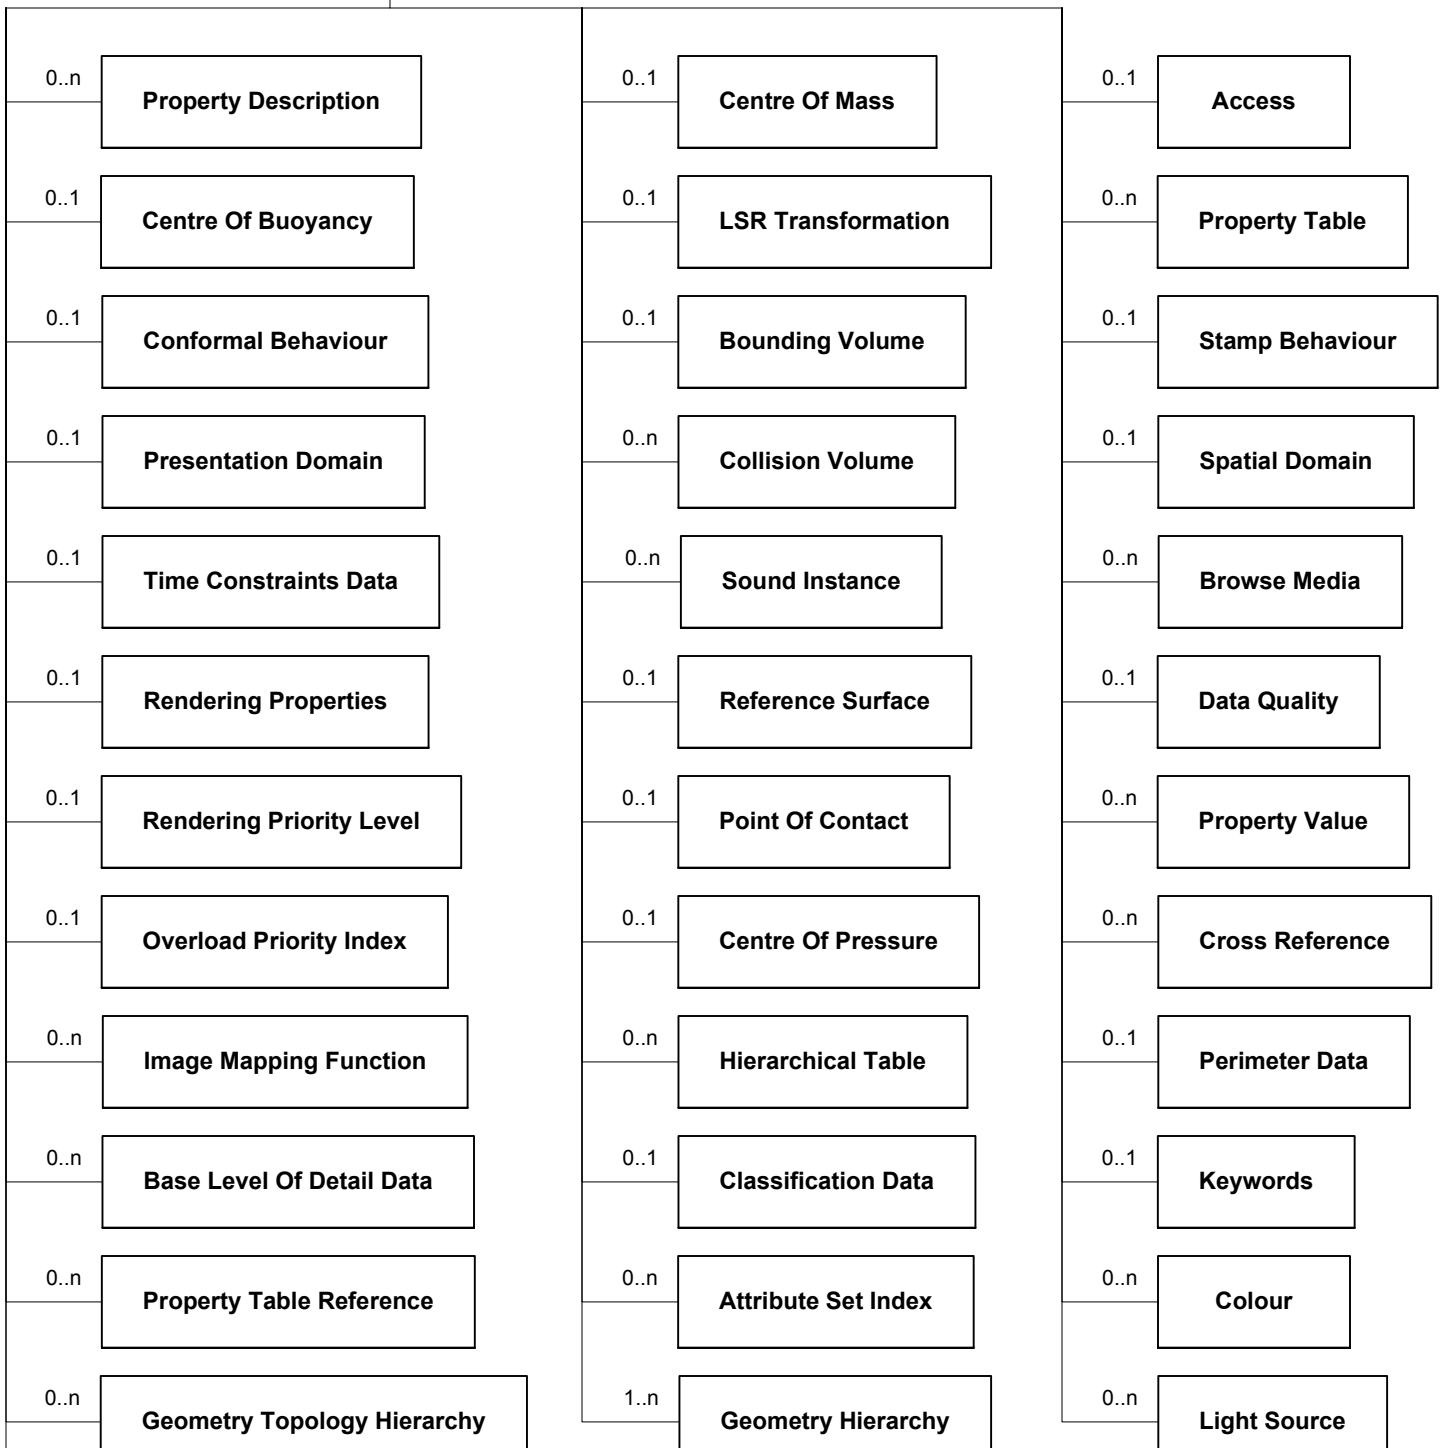 0..n Property Description 0..1 Centre Of Mass 0..1 Access
0..1 Centre Of Buoyancy 0..1 LSR Transformation 0..n Property Table
0..1 Conformal Behaviour 0..1 Bounding Volume 0..1 Stamp Behaviour
0..1 Presentation Domain 0..n Collision Volume 0..1 Spatial Domain
0..1 Time Constraints Data 0..n Sound Instance 0..n Browse Media
0..1 Rendering Properties 0..1 Reference Surface 0..1 Data Quality
0..1 Rendering Priority Level 0..1 Point Of Contact 0..n Property Value
0..1 Overload Priority Index 0..1 Centre Of Pressure 0..n Cross Reference
0..n Image Mapping Function 0..n Hierarchical Table 0..1 Perimeter Data
0..n Base Level Of Detail Data 0..1 Classification Data 0..1 Keywords
0..n Property Table Reference 0..n Attribute Set Index 0..n Colour
0..n Geometry Topology Hierarchy 1..n Geometry Hierarchy 0..n Light Source